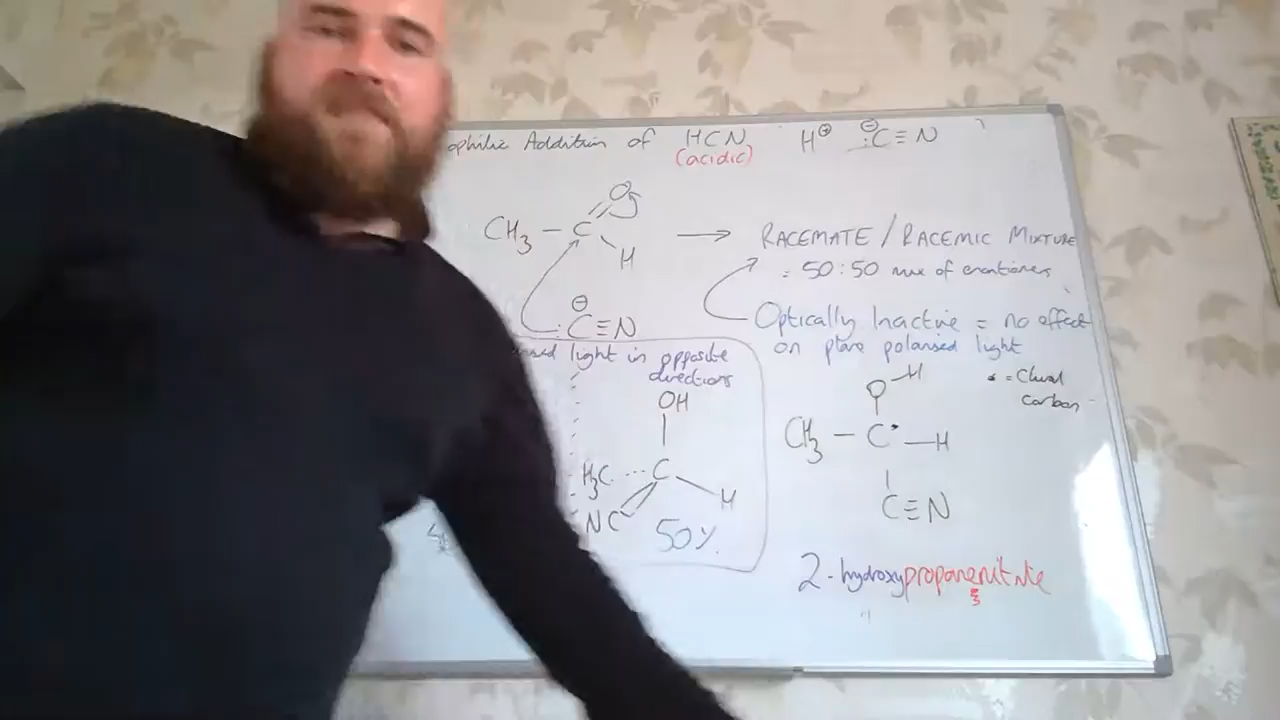 ophilic Addition of HCN H⊕ ⊖:C≡N
(acidic)
O
CH3 – C
H
→ RACEMATE / RACEMIC MIXTURE
= 50:50 mix of enantiomers
⊖
:C≡N
Optically Inactive = no effect
on plane polarised light
light in opposite
directions
OH
H3C C
H
NC
50%
O–H
CH3 – C* – H
C≡N
* = Chiral
Carbon
2-hydroxypropanenitrile
3